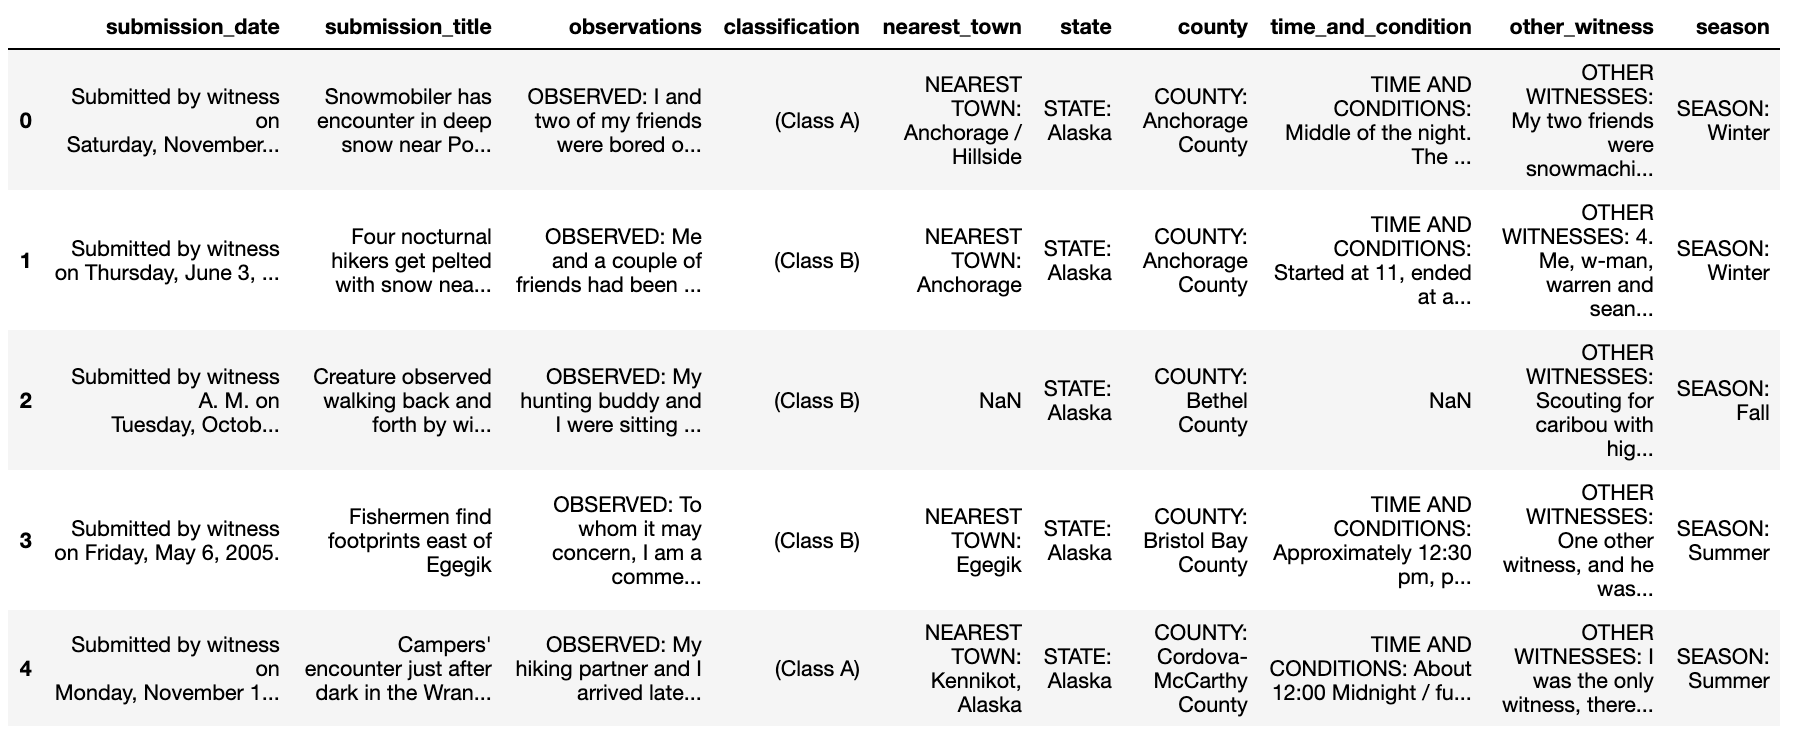 submission_date submission_title observations classification nearest_town state county time_and_condition other_witness season
0
Submitted by witness
on
Saturday, November...
Snowmobiler has
encounter in deep
snow near Po...
OBSERVED: I and
two of my friends
were bored o...
(Class A)
NEAREST
TOWN:
Anchorage /
Hillside
STATE:
Alaska
COUNTY:
Anchorage
County
TIME AND
CONDITIONS:
Middle of the night.
The ...
OTHER
WITNESSES:
My two friends
were
snowmachi...
SEASON:
Winter
1
Submitted by witness
on Thursday, June 3, ...
Four nocturnal
hikers get pelted
with snow nea...
OBSERVED: Me
and a couple of
friends had been ...
(Class B)
NEAREST
TOWN:
Anchorage
STATE:
Alaska
COUNTY:
Anchorage
County
TIME AND
CONDITIONS:
Started at 11, ended
at a...
OTHER
WITNESSES: 4.
Me, w-man,
warren and
sean...
SEASON:
Winter
2
Submitted by witness
A. M. on
Tuesday, Octob...
Creature observed
walking back and
forth by wi...
OBSERVED: My
hunting buddy and
I were sitting ...
(Class B)
NaN
STATE:
Alaska
COUNTY:
Bethel
County
NaN
OTHER
WITNESSES:
Scouting for
caribou with
hig...
SEASON:
Fall
3
Submitted by witness
on Friday, May 6, 2005.
Fishermen find
footprints east of
Egegik
OBSERVED: To
whom it may
concern, I am a
comme...
(Class B)
NEAREST
TOWN:
Egegik
STATE:
Alaska
COUNTY:
Bristol Bay
County
TIME AND
CONDITIONS:
Approximately 12:30
pm, p...
OTHER
WITNESSES:
One other
witness, and he
was...
SEASON:
Summer
4
Submitted by witness
on
Monday, November 1...
Campers'
encounter just after
dark in the Wran...
OBSERVED: My
hiking partner and I
arrived late...
(Class A)
NEAREST
TOWN:
Kennikot,
Alaska
STATE:
Alaska
COUNTY:
Cordova-
McCarthy
County
TIME AND
CONDITIONS: About
12:00 Midnight / fu...
OTHER
WITNESSES: I
was the only
witness, there...
SEASON:
Summer